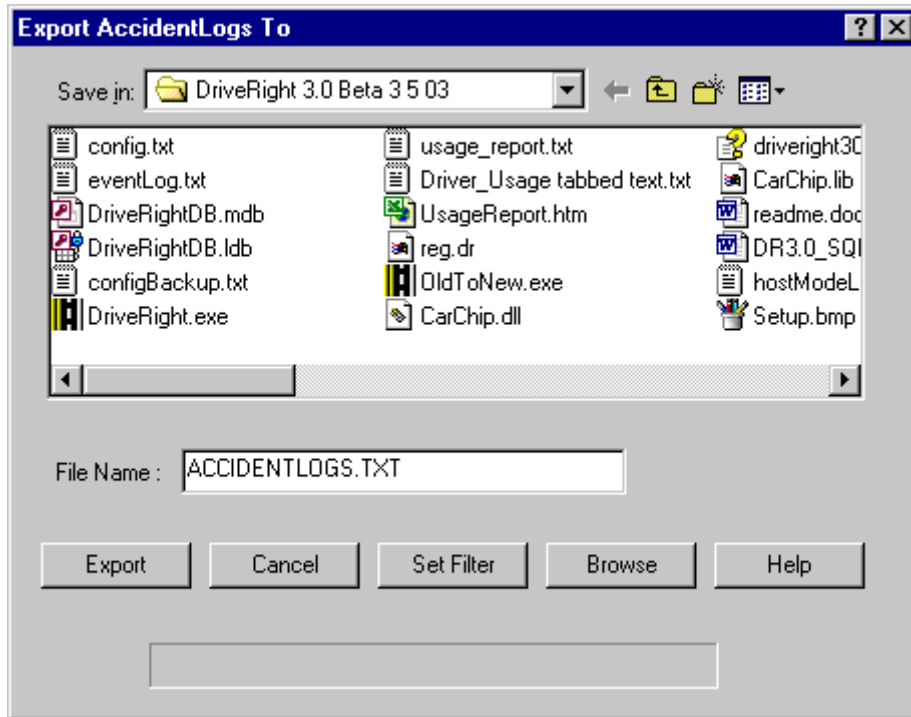 Export AccidentLogs To
Save in: DriveRight 3.0 Beta 3 5 03
config.txt usage_report.txt driveright30
eventLog.txt Driver_Usage tabbed text.txt CarChip.lib
DriveRightDB.mdb UsageReport.htm readme.doc
DriveRightDB.ldb reg.dr DR3.0_SQL
configBackup.txt OldToNew.exe hostModeL
DriveRight.exe CarChip.dll Setup.bmp
File Name : ACCIDENTLOGS.TXT
Export Cancel Set Filter Browse Help